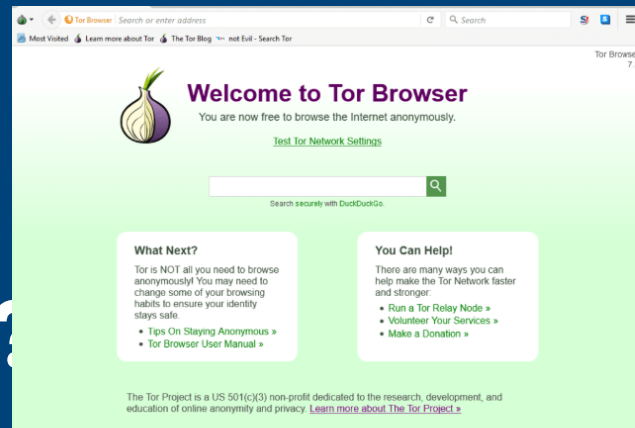 Tor Browser Search or enter address
Search
Most Visited Learn more about Tor The Tor Blog not Evil - Search Tor
Tor Browse
7.
Welcome to Tor Browser
You are now free to browse the Internet anonymously.
Test Tor Network Settings
Search securely with DuckDuckGo.
What Next?
Tor is NOT all you need to browse
anonymously! You may need to
change some of your browsing
habits to ensure your identity
stays safe.
• Tips On Staying Anonymous »
• Tor Browser User Manual »
You Can Help!
There are many ways you can
help make the Tor Network faster
and stronger:
• Run a Tor Relay Node »
• Volunteer Your Services »
• Make a Donation »
?
The Tor Project is a US 501(c)(3) non-profit dedicated to the research, development, and
education of online anonymity and privacy. Learn more about The Tor Project »